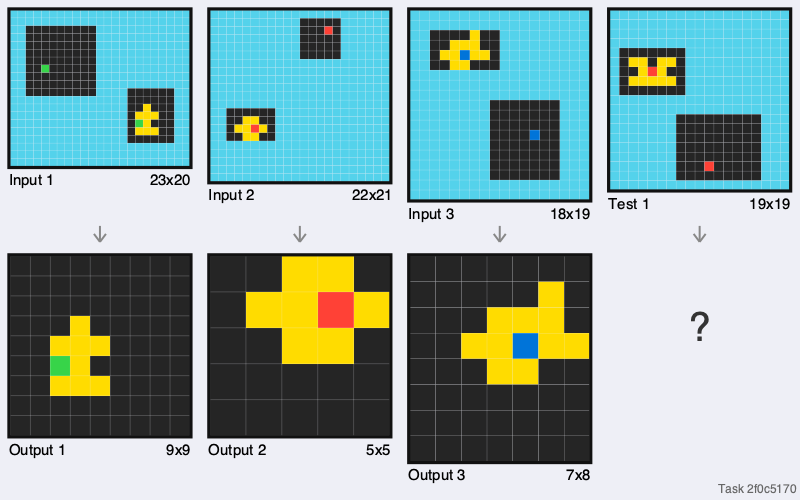 Input 1 23x20
Input 2 22x21
Input 3 18x19
Test 1 19x19
?
Output 1 9x9
Output 2 5x5
Output 3 7x8
Task 2f0c5170